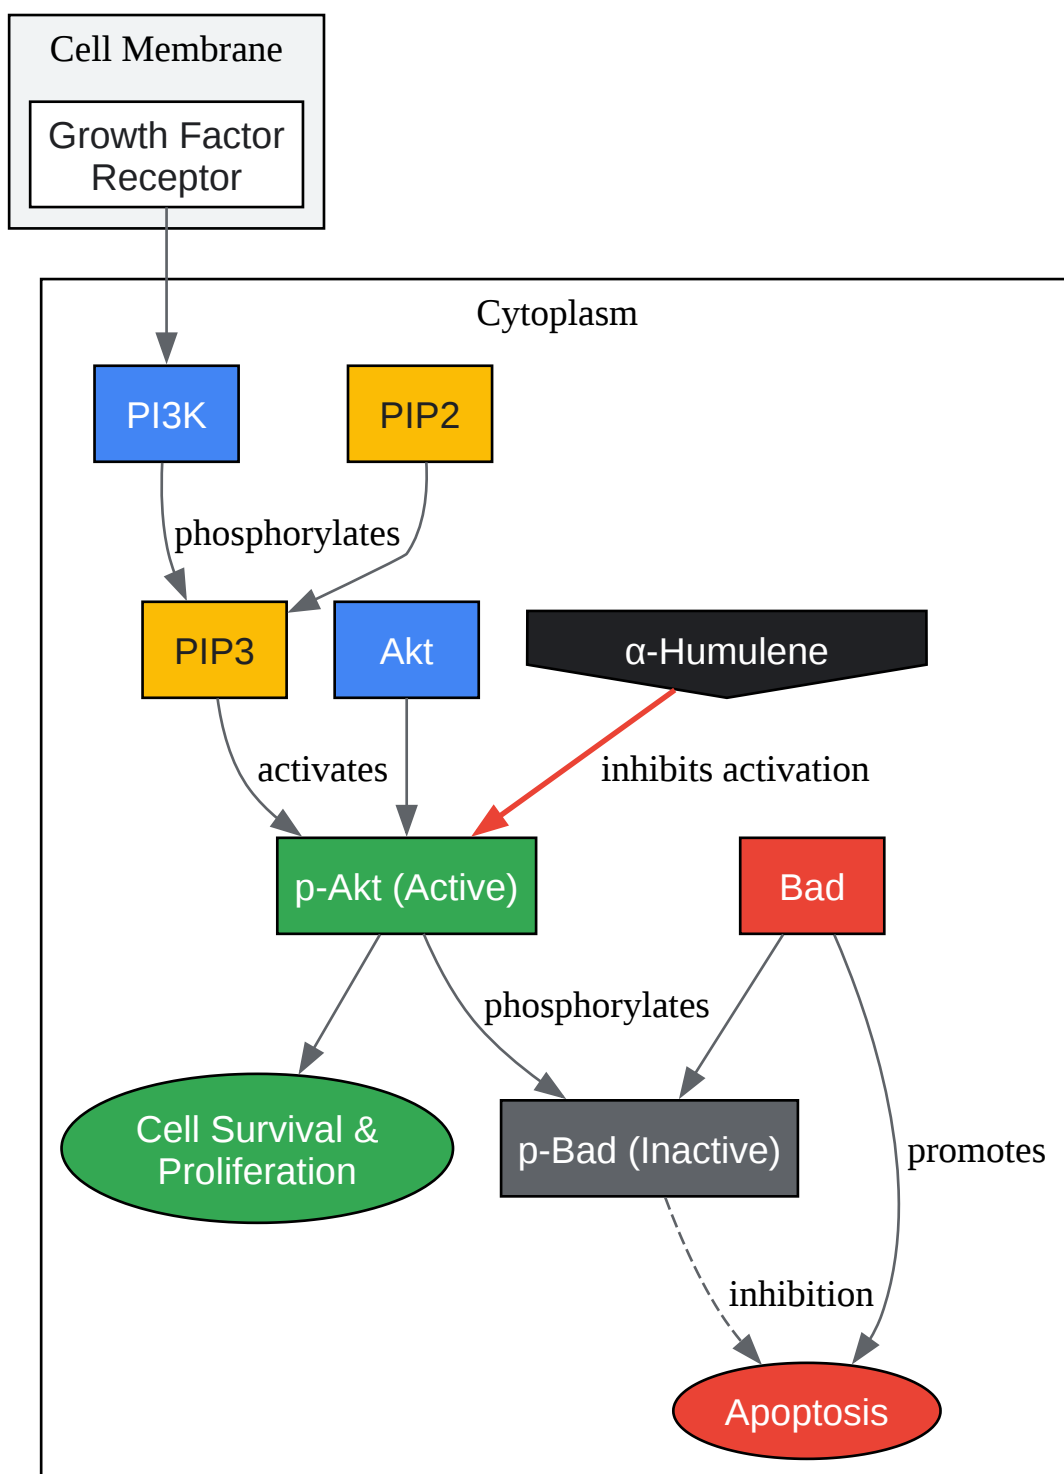 Cell Membrane
Growth Factor
Receptor
Cytoplasm
PI3K
PIP2
phosphorylates
PIP3
Akt
α-Humulene
activates
inhibits activation
p-Akt (Active)
Bad
phosphorylates
Cell Survival &
Proliferation
p-Bad (Inactive)
promotes
inhibition
Apoptosis